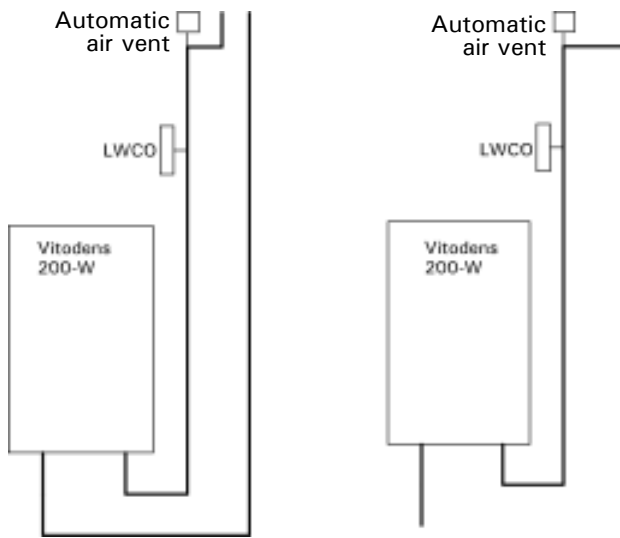 Automatic
air vent
LWCO
Vitodens
200-W
Automatic
air vent
LWCO
Vitodens
200-W